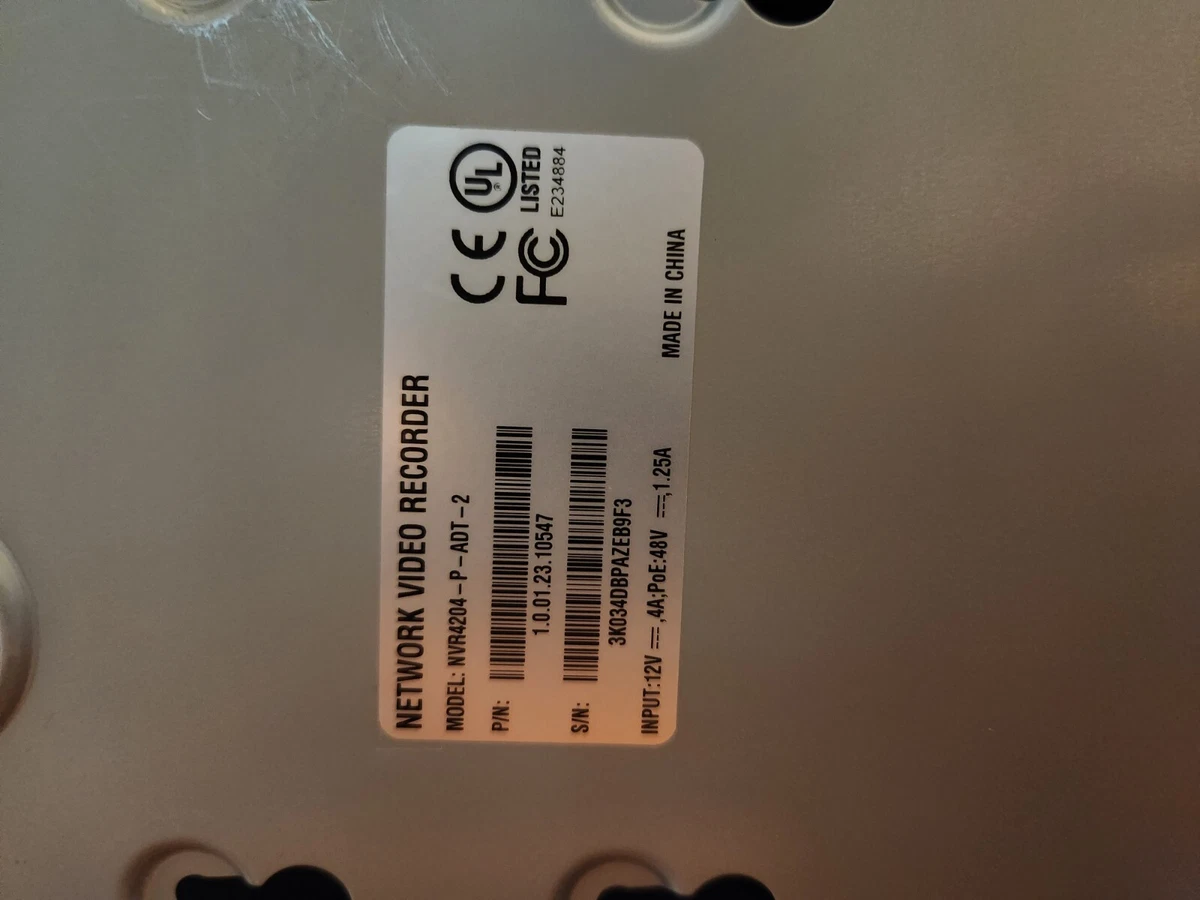 NETWORK VIDEO RECORDER
MODEL: NVR4204-P-ADT-2
P/N:
1.0.01.23.10547
S/N:
3K034DBPAZEB9F3
INPUT:12V ⎓,4A;PoE:48V ⎓,1.25A
CE
UL
®
FC
LISTED
E234884
MADE IN CHINA